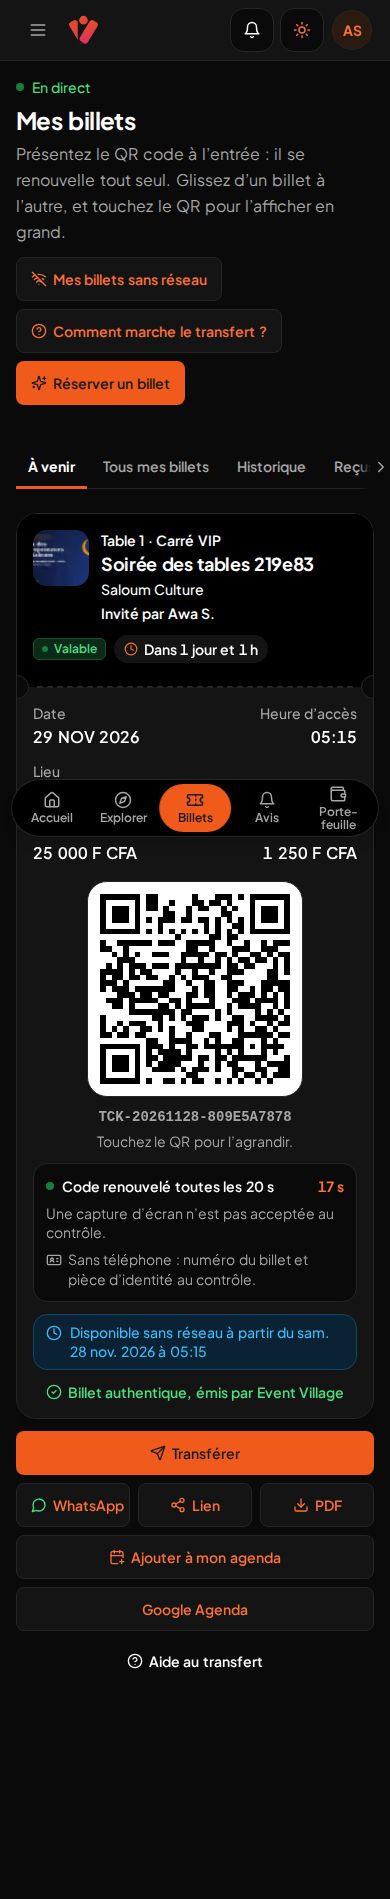 AS
En direct
Mes billets
Présentez le QR code à l’entrée : il se
renouvelle tout seul. Glissez d’un billet à
l’autre, et touchez le QR pour l’afficher en
grand.
Mes billets sans réseau
Comment marche le transfert ?
Réserver un billet
À venir
Tous mes billets
Historique
Reçus
Table 1 · Carré VIP
Soirée des tables 219e83
Saloum Culture
Invité par Awa S.
Valable
Dans 1 jour et 1 h
Date
Heure d’accès
29 NOV 2026
05:15
Lieu
Accueil
Explorer
Billets
Avis
Porte-
feuille
25 000 F CFA
1 250 F CFA
TCK-20261128-809E5A7878
Touchez le QR pour l’agrandir.
Code renouvelé toutes les 20 s
17 s
Une capture d’écran n’est pas acceptée au
contrôle.
Sans téléphone : numéro du billet et
pièce d’identité au contrôle.
Disponible sans réseau à partir du sam.
28 nov. 2026 à 05:15
Billet authentique, émis par Event Village
Transférer
WhatsApp
Lien
PDF
Ajouter à mon agenda
Google Agenda
Aide au transfert